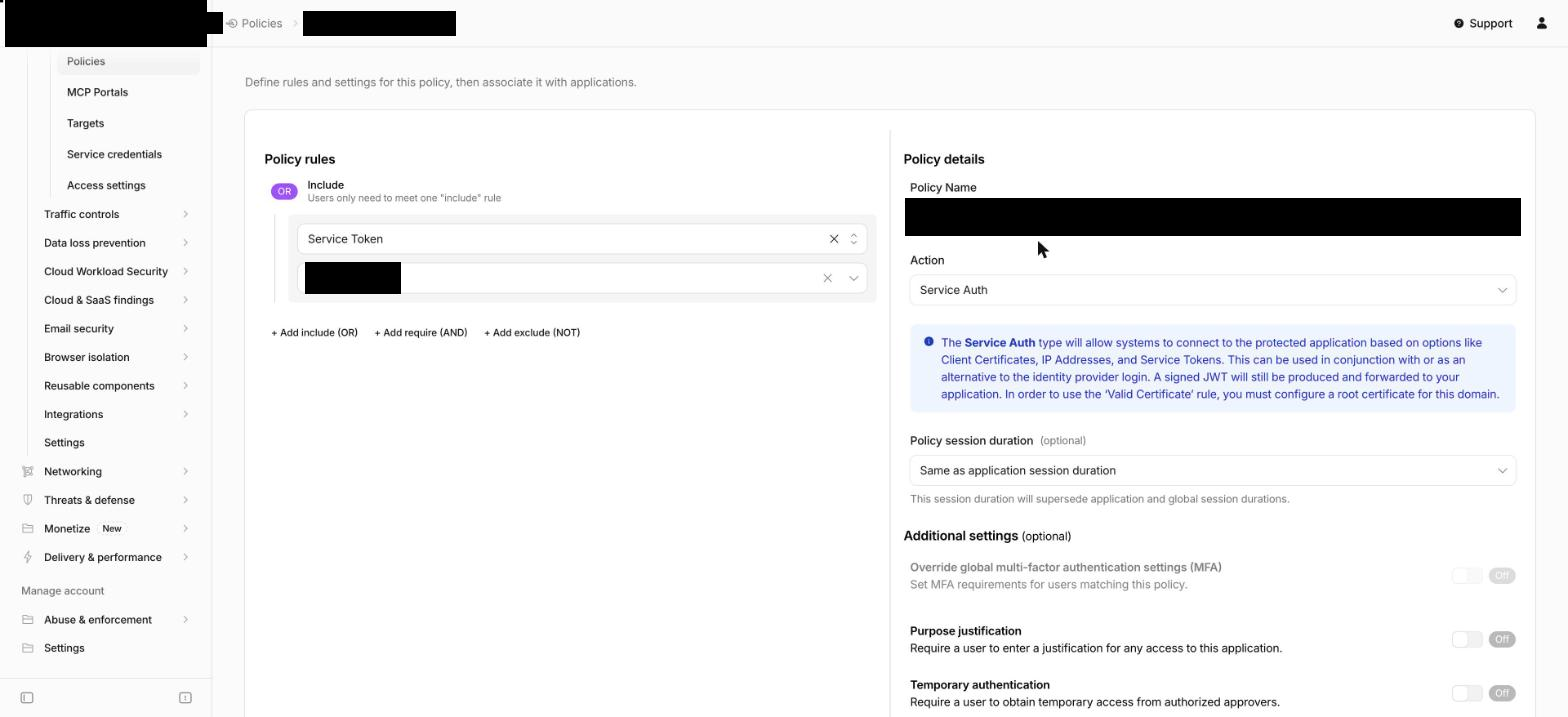 Policies
Support
Policies
MCP Portals
Targets
Service credentials
Access settings
Traffic controls
Data loss prevention
Cloud Workload Security
Cloud & SaaS findings
Email security
Browser isolation
Reusable components
Integrations
Settings
Networking
Threats & defense
Monetize New
Delivery & performance
Manage account
Abuse & enforcement
Settings
Define rules and settings for this policy, then associate it with applications.
Policy rules
OR
Include
Users only need to meet one "include" rule
Service Token
+ Add include (OR) + Add require (AND) + Add exclude (NOT)
Policy details
Policy Name
Action
Service Auth
The Service Auth type will allow systems to connect to the protected application based on options like
Client Certificates, IP Addresses, and Service Tokens. This can be used in conjunction with or as an
alternative to the identity provider login. A signed JWT will still be produced and forwarded to your
application. In order to use the ‘Valid Certificate’ rule, you must configure a root certificate for this domain.
Policy session duration (optional)
Same as application session duration
This session duration will supersede application and global session durations.
Additional settings (optional)
Override global multi-factor authentication settings (MFA)
Set MFA requirements for users matching this policy.
Off
Purpose justification
Require a user to enter a justification for any access to this application.
Off
Temporary authentication
Require a user to obtain temporary access from authorized approvers.
Off